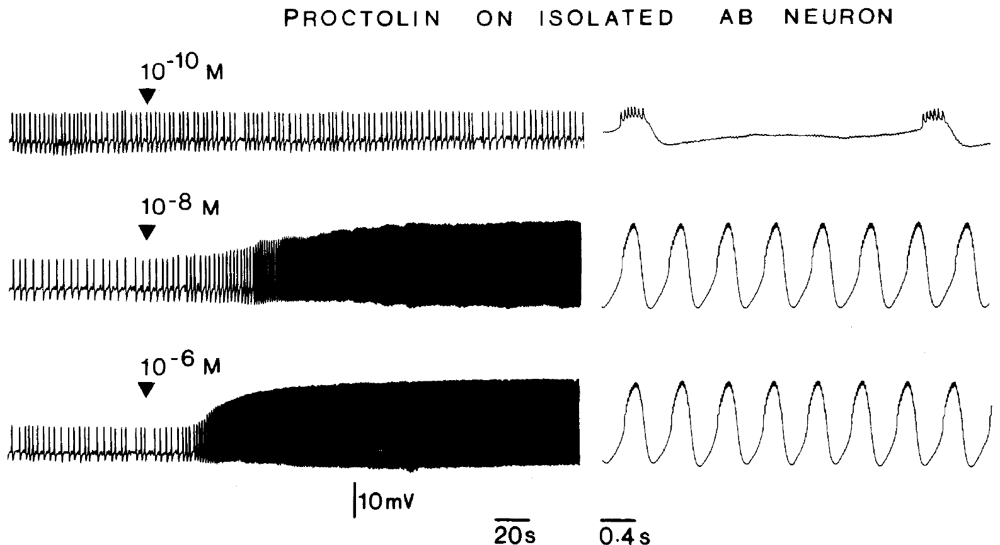 PROCTOLIN ON ISOLATED AB NEURON
10⁻¹⁰ M
10⁻⁸ M
10⁻⁶ M
10mV
20s
0.4s